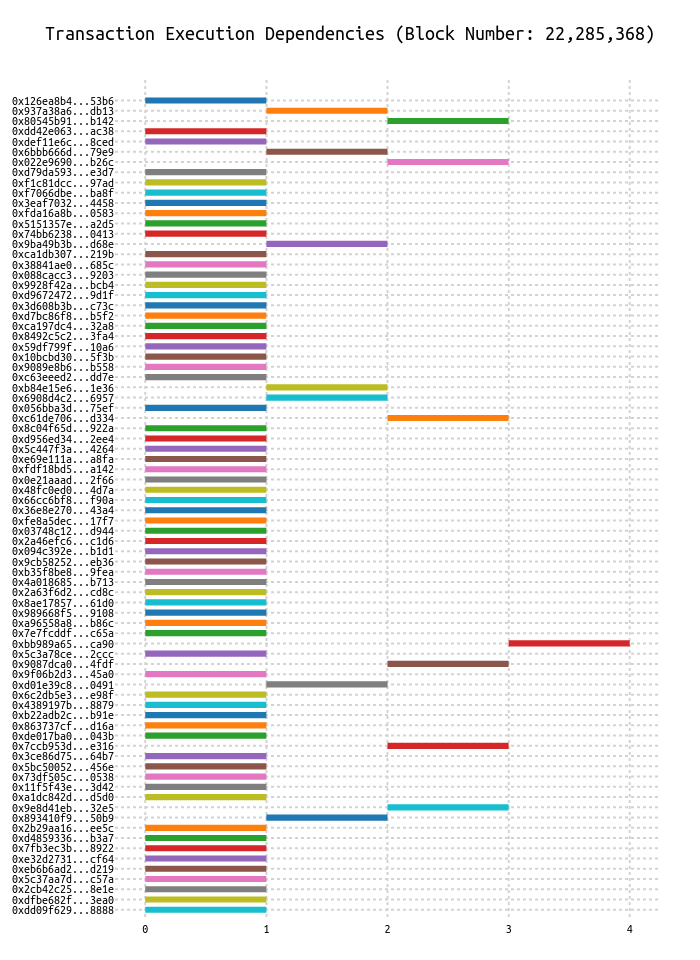 Transaction Execution Dependencies (Block Number: 22,285,368)
0x126ea8b4...53b6
0x937a38a6...db13
0x80545b91...b142
0xdd42e063...ac38
0xdef11e6c...8ced
0x6bbb666d...79e9
0x022e9690...b26c
0xd79da593...e3d7
0xf1c81dcc...97ad
0xf7066dbe...ba8f
0x3eaf7032...4458
0xfda16a8b...0583
0x5151357e...a2d5
0x74bb6238...0413
0x9ba49b3b...d68e
0xca1db307...219b
0x38841ae0...685c
0x088cacc3...9203
0x9928f42a...bcb4
0xd9672472...9d1f
0x3d608b3b...c73c
0xd7bc86f8...b5f2
0xca197dc4...32a8
0x8492c5c2...3fa4
0x59df799f...10a6
0x10bcbd30...5f3b
0x9089e8b6...b558
0xc63eeed2...dd7e
0xb84e15e6...1e36
0x6908d4c2...6957
0x056bba3d...75ef
0xc61de706...d334
0x8c04f65d...922a
0xd956ed34...2ee4
0x5c447f3a...4264
0xe69e111a...a8fa
0xfdf18bd5...a142
0x0e21aaad...2f66
0x48fc0ed0...4d7a
0x66cc6bf8...f90a
0x36e8e270...43a4
0xfe8a5dec...17f7
0x03748c12...d944
0x2a46efc6...c1d6
0x094c392e...b1d1
0x9cb58252...eb36
0xb35f8be8...9fea
0x4a018685...b713
0x2a63f6d2...cd8c
0x8ae17857...61d0
0x989668f5...9108
0xa96558a8...b86c
0x7e7fcddf...c65a
0xbb989a65...ca90
0x5c3a78ce...2ccc
0x9087dca0...4fdf
0x9f06b2d3...45a0
0xd01e39c8...0491
0x6c2db5e3...e98f
0x4389197b...8879
0xb22adb2c...b91e
0x863737cf...d16a
0xde017ba0...043b
0x7ccb953d...e316
0x3ce86d75...64b7
0x5bc50052...456e
0x73df505c...0538
0x11f5f43e...3d42
0xa1dc842d...d5d0
0x9e8d41eb...32e5
0x893410f9...50b9
0x2b29aa16...ee5c
0xd4859336...b3a7
0x7fb3ec3b...8922
0xe32d2731...cf64
0xeb6b6ad2...d219
0x5c37aa7d...c57a
0x2cb42c25...8e1e
0xdfbe682f...3ea0
0xdd09f629...8888
0 1 2 3 4